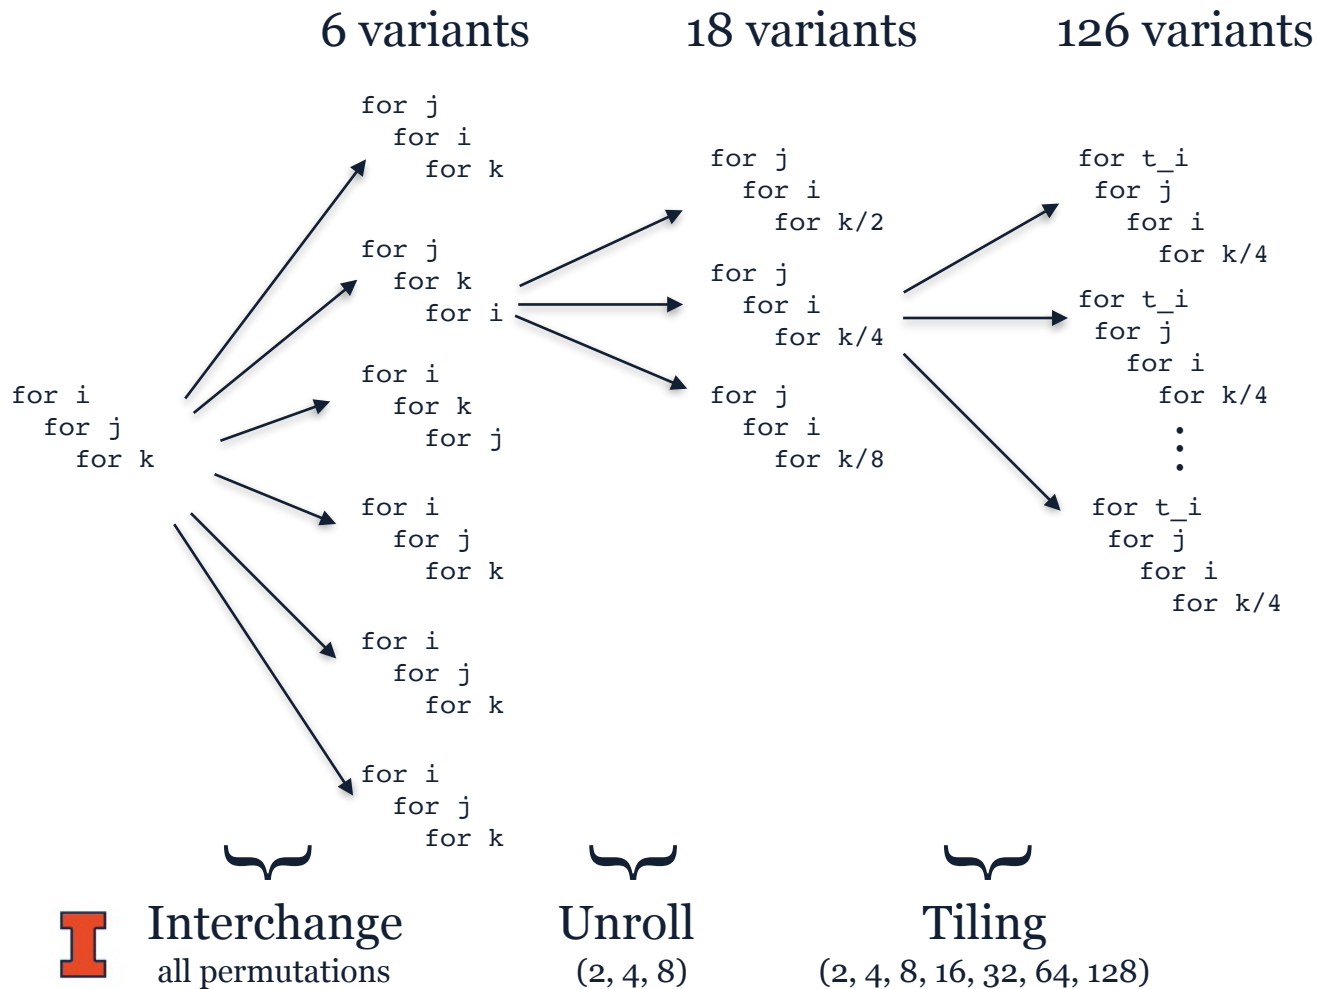 6 variants
18 variants
126 variants
for i
for j
for k
for j
for i
for k
for j
for k
for i
for i
for k
for j
for i
for j
for k
for i
for j
for k
for i
for j
for k
for j
for i
for k/2
for j
for i
for k/4
for j
for i
for k/8
for t_i
for j
for i
for k/4
for t_i
for j
for i
for k/4
for t_i
for j
for i
for k/4
Interchange
all permutations
Unroll
(2, 4, 8)
Tiling
(2, 4, 8, 16, 32, 64, 128)